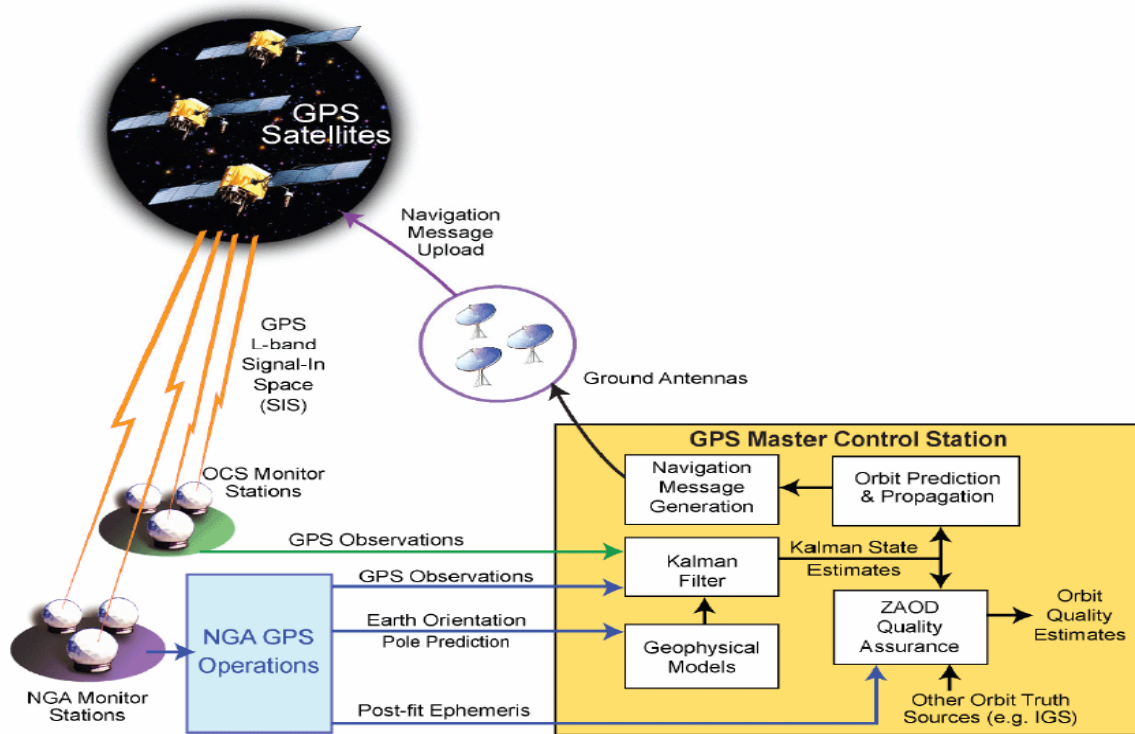 GPS
Satellites
Navigation
Message
Upload
GPS
L-band
Signal-In
Space
(SIS)
Ground Antennas
OCS Monitor
Stations
GPS Master Control Station
Navigation
Message
Generation
Orbit Prediction
& Propagation
GPS Observations
Kalman
Filter
Kalman State
Estimates
GPS Observations
NGA GPS
Operations
Earth Orientation
Pole Prediction
Geophysical
Models
ZAOD
Quality
Assurance
Orbit
Quality
Estimates
NGA Monitor
Stations
Post-fit Ephemeris
Other Orbit Truth
Sources (e.g. IGS)